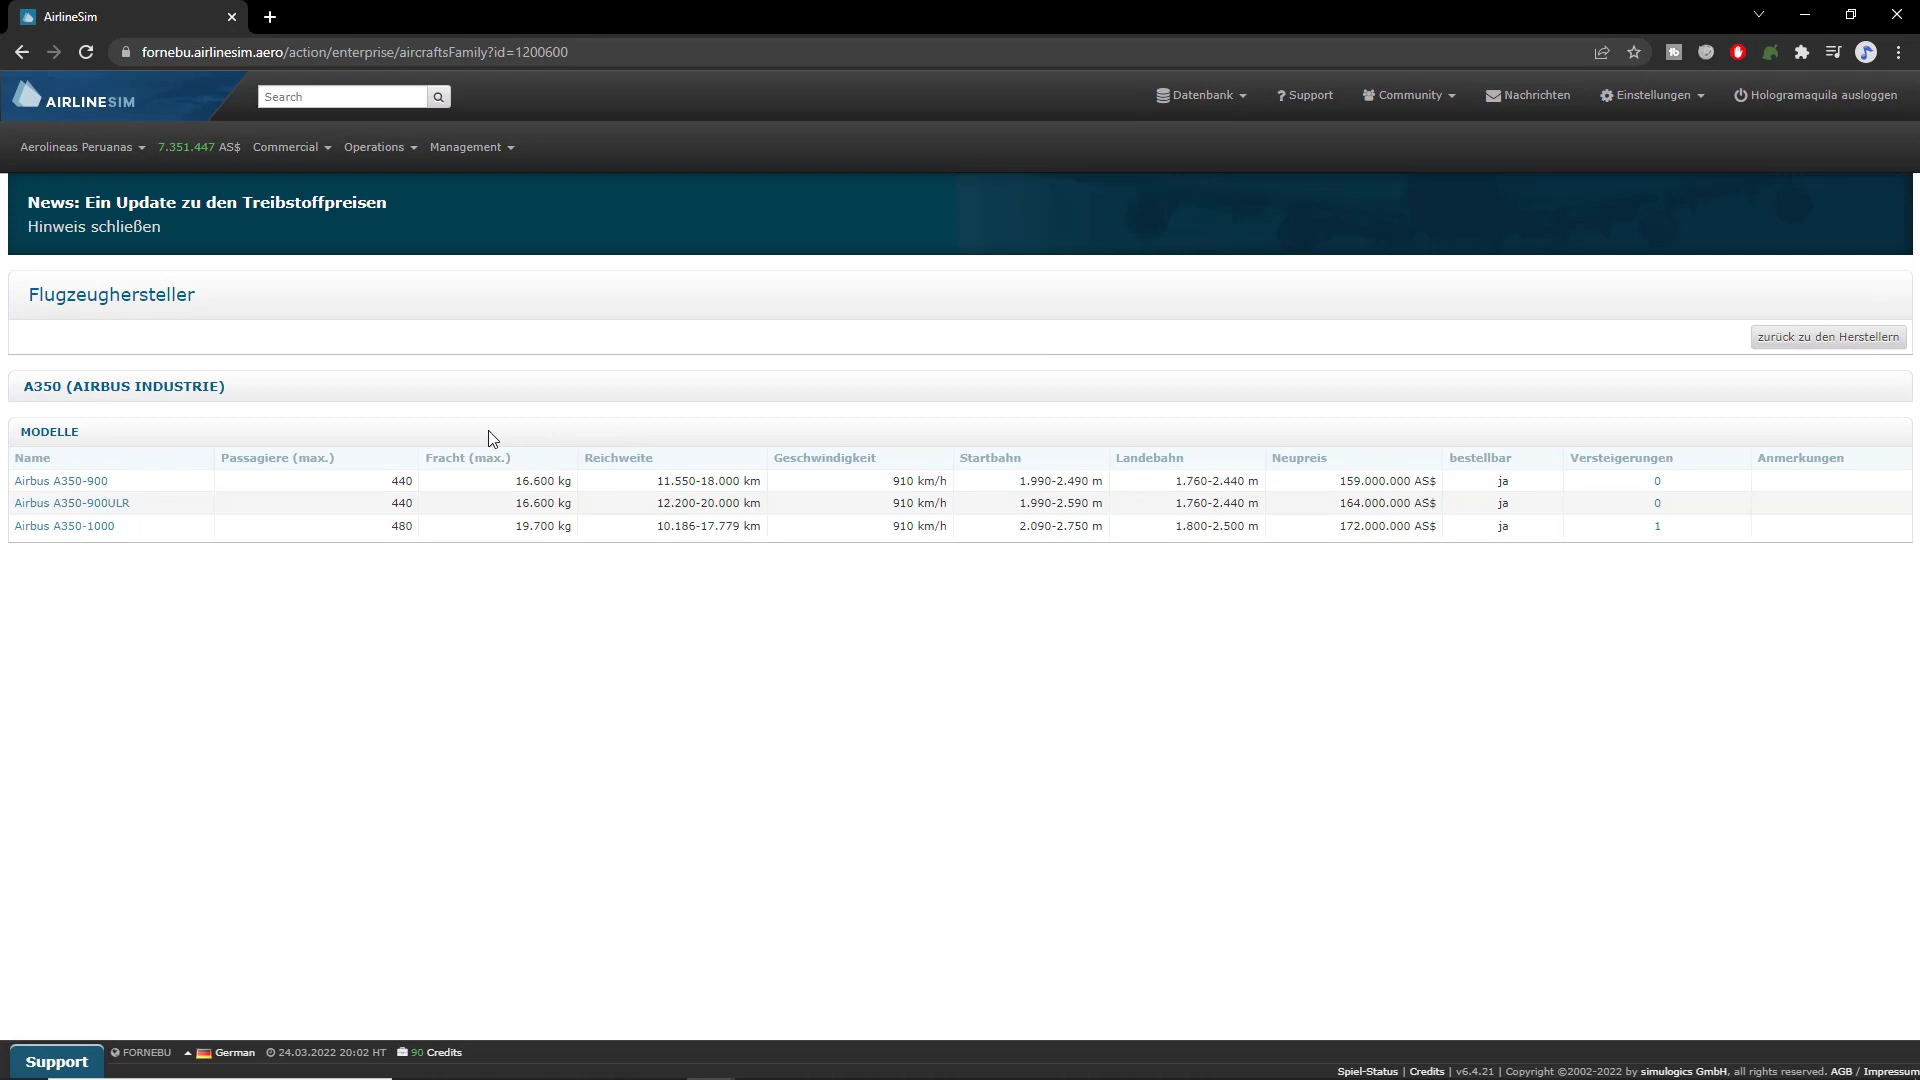 AirlineSim
fornebu.airlinesim.aero/action/enterprise/aircraftsFamily?id=1200600
AIRLINESIM
Search
Datenbank
? Support
Community
Nachrichten
Einstellungen
Hologramaquila ausloggen
Aerolineas Peruanas 7.351.447 AS$ Commercial Operations Management
News: Ein Update zu den Treibstoffpreisen
Hinweis schließen
Flugzeughersteller
zurück zu den Herstellern
A350 (AIRBUS INDUSTRIE)
MODELLE
Name Passagiere (max.) Fracht (max.) Reichweite Geschwindigkeit Startbahn Landebahn Neupreis bestellbar Versteigerungen Anmerkungen
Airbus A350-900 440 16.600 kg 11.550-18.000 km 910 km/h 1.990-2.490 m 1.760-2.440 m 159.000.000 AS$ ja 0
Airbus A350-900ULR 440 16.600 kg 12.200-20.000 km 910 km/h 1.990-2.590 m 1.760-2.440 m 164.000.000 AS$ ja 0
Airbus A350-1000 480 19.700 kg 10.186-17.779 km 910 km/h 2.090-2.750 m 1.800-2.500 m 172.000.000 AS$ ja 1
Support
FORNEBU German 24.03.2022 20:02 HT 90 Credits
Spiel-Status | Credits | v6.4.21 | Copyright ©2002-2022 by simulogics GmbH, all rights reserved. AGB / Impressum